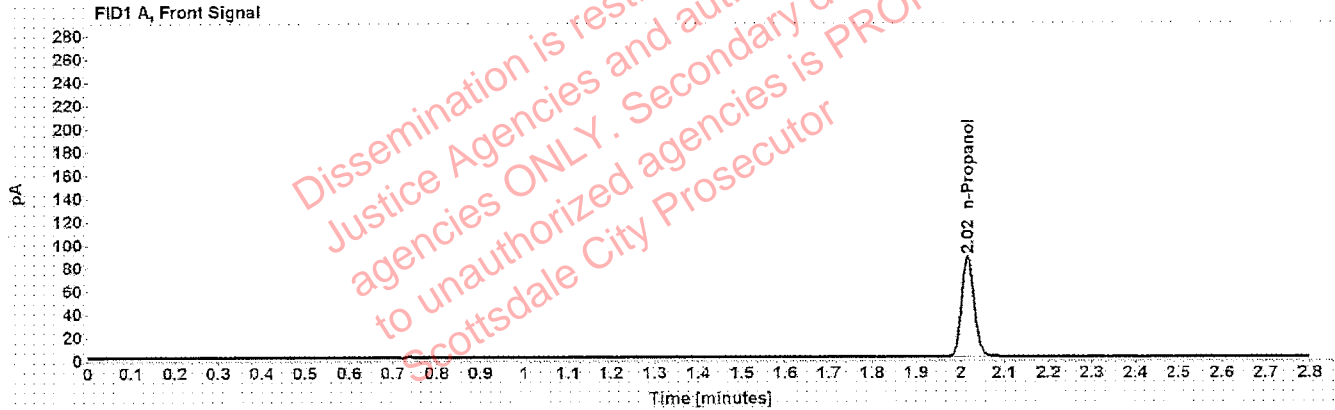 FID1 A, Front Signal
280
260
240
220
200
180
160
140
120
100
80
60
40
20
0
pA
2.02 n-Propanol
0 0.1 0.2 0.3 0.4 0.5 0.6 0.7 0.8 0.9 1 1.1 1.2 1.3 1.4 1.5 1.6 1.7 1.8 1.9 2 2.1 2.2 2.3 2.4 2.5 2.6 2.7 2.8
Time [minutes]
Dissemination is
Justice Agencies and
agencies ONLY. Secondary
to unauthorized agencies is
Scottsdale City Prosecutor